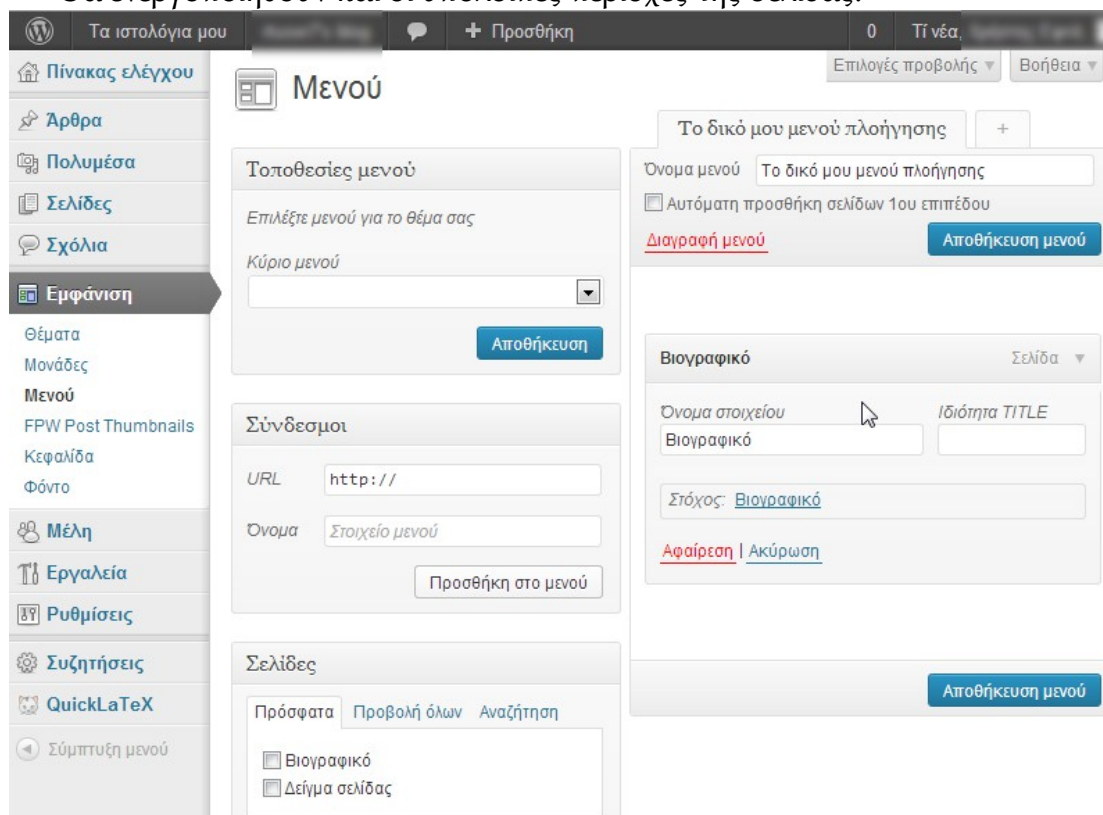 Τα ιστολόγια μου
Προσθήκη
0
Τί νέα,
Πίνακας ελέγχου
Άρθρα
Πολυμέσα
Σελίδες
Σχόλια
Εμφάνιση
Θέματα
Μονάδες
Μενού
FPW Post Thumbnails
Κεφαλίδα
Φόντο
Μέλη
Εργαλεία
Ρυθμίσεις
Συζητήσεις
QuickLaTeX
Σύμπτυξη μενού
Επιλογές προβολής
Βοήθεια
Μενού
Τοποθεσίες μενού
Επιλέξτε μενού για το θέμα σας
Κύριο μενού
Αποθήκευση
Σύνδεσμοι
URL http://
Όνομα Στοιχείο μενού
Προσθήκη στο μενού
Σελίδες
Πρόσφατα Προβολή όλων Αναζήτηση
Βιογραφικό
Δείγμα σελίδας
Το δικό μου μενού πλοήγησης +
Όνομα μενού Το δικό μου μενού πλοήγησης
Αυτόματη προσθήκη σελίδων 1ου επιπέδου
Διαγραφή μενού Αποθήκευση μενού
Βιογραφικό Σελίδα
Όνομα στοιχείου Ιδιότητα TITLE
Βιογραφικό
Στόχος: Βιογραφικό
Αφαίρεση | Ακύρωση
Αποθήκευση μενού